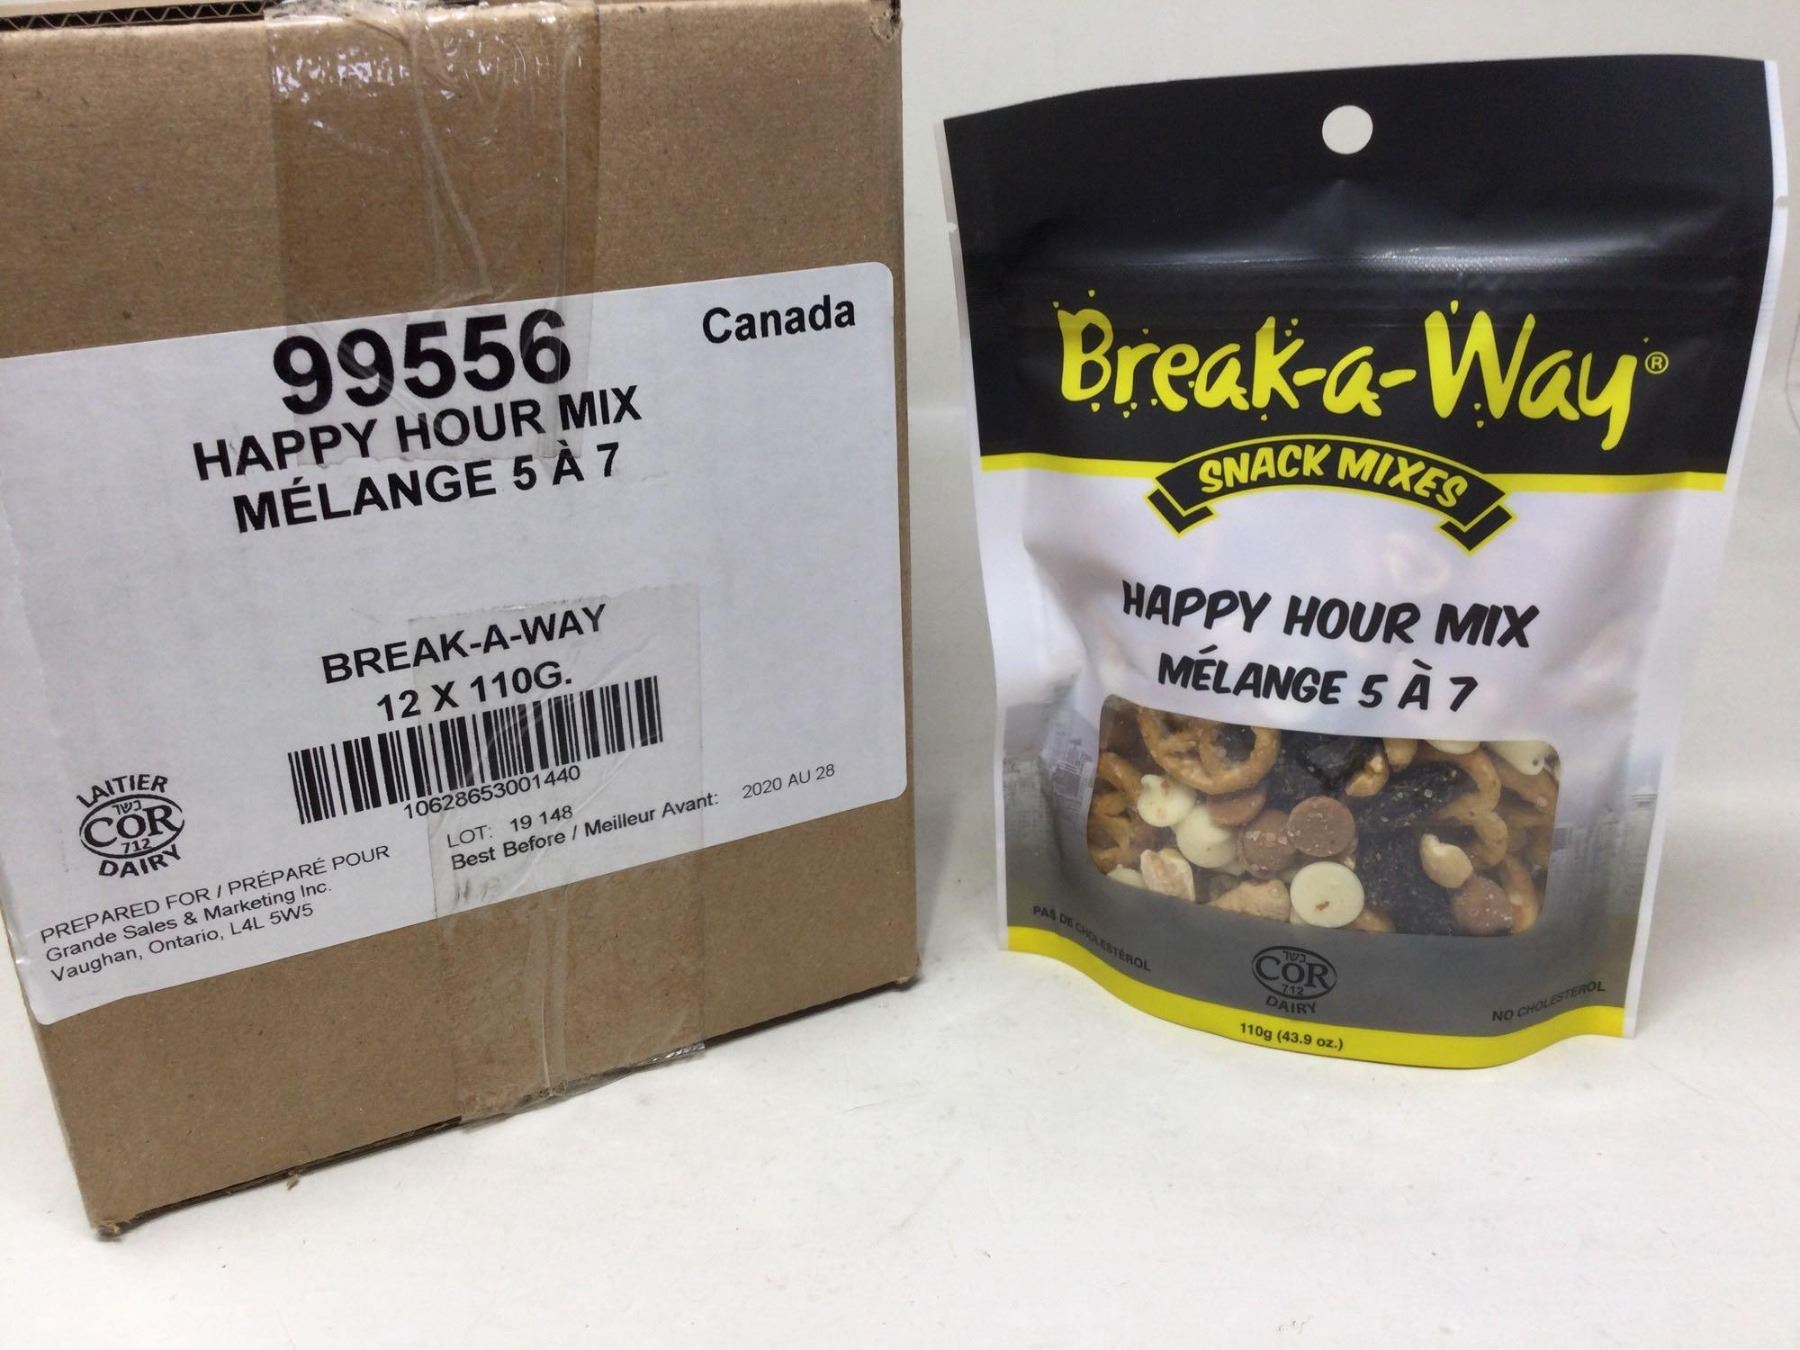 99556
Canada
HAPPY HOUR MIX
MÉLANGE 5 À 7
BREAK-A-WAY
12 X 110G.
10628653001440
LOT: 19 148
Best Before / Meilleur Avant: 2020 AU 28
LAITIER
כשר
COR
712
DAIRY
PREPARED FOR / PRÉPARÉ POUR
Grande Sales & Marketing Inc.
Vaughan, Ontario, L4L 5W5
Break-a-Way®
SNACK MIXES
HAPPY HOUR MIX
MÉLANGE 5 À 7
PAS DE CHOLESTÉROL
כשר
COR
712
DAIRY
NO CHOLESTEROL
110g (43.9 oz.)